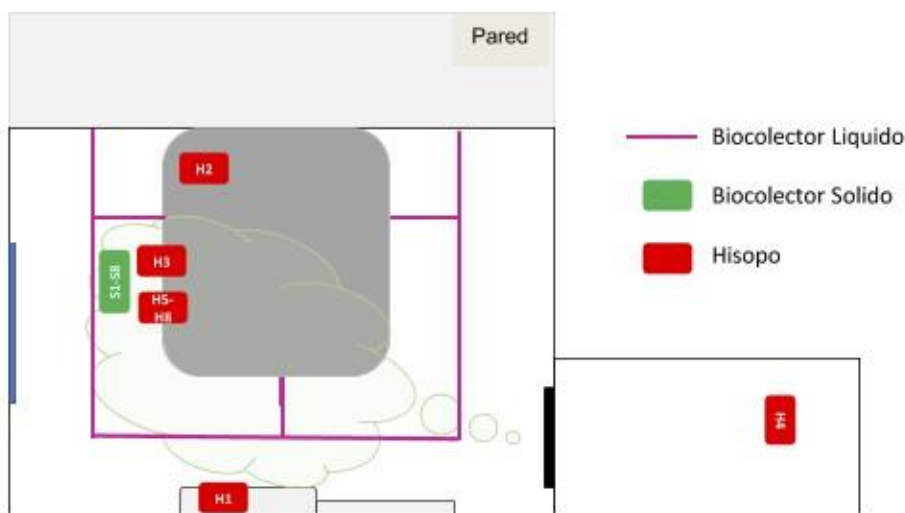 Pared
Biocolector Liquido
H2
Biocolector Solido
H3
Hisopo
S1-S8
H5-
H8
H4
H1